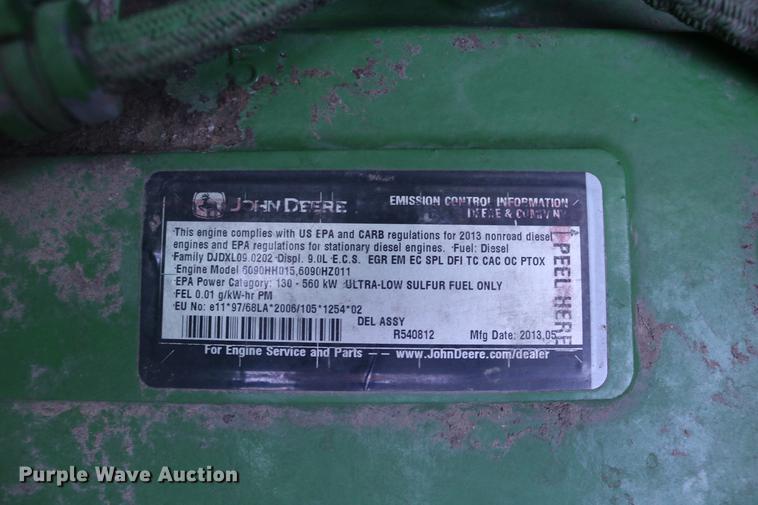 JOHN DEERE
EMISSION CONTROL INFORMATION
DEERE & COMPANY
This engine complies with US EPA and CARB regulations for 2013 nonroad diesel
engines and EPA regulations for stationary diesel engines. Fuel: Diesel
Family DJDXL09.0202 Displ. 9.0L E.C.S. EGR EM EC SPL DFI TC CAC OC PTOX
Engine Model 6090HH015,6090HZ011
EPA Power Category: 130 - 560 kW ULTRA-LOW SULFUR FUEL ONLY
FEL 0.01 g/kW-hr PM
EU No: e11*97/68LA*2006/105*1254*02
DEL ASSY
R540812 Mfg Date: 2013.05
For Engine Service and Parts -- www.JohnDeere.com/dealer
PEEL HERE
Purple Wave Auction